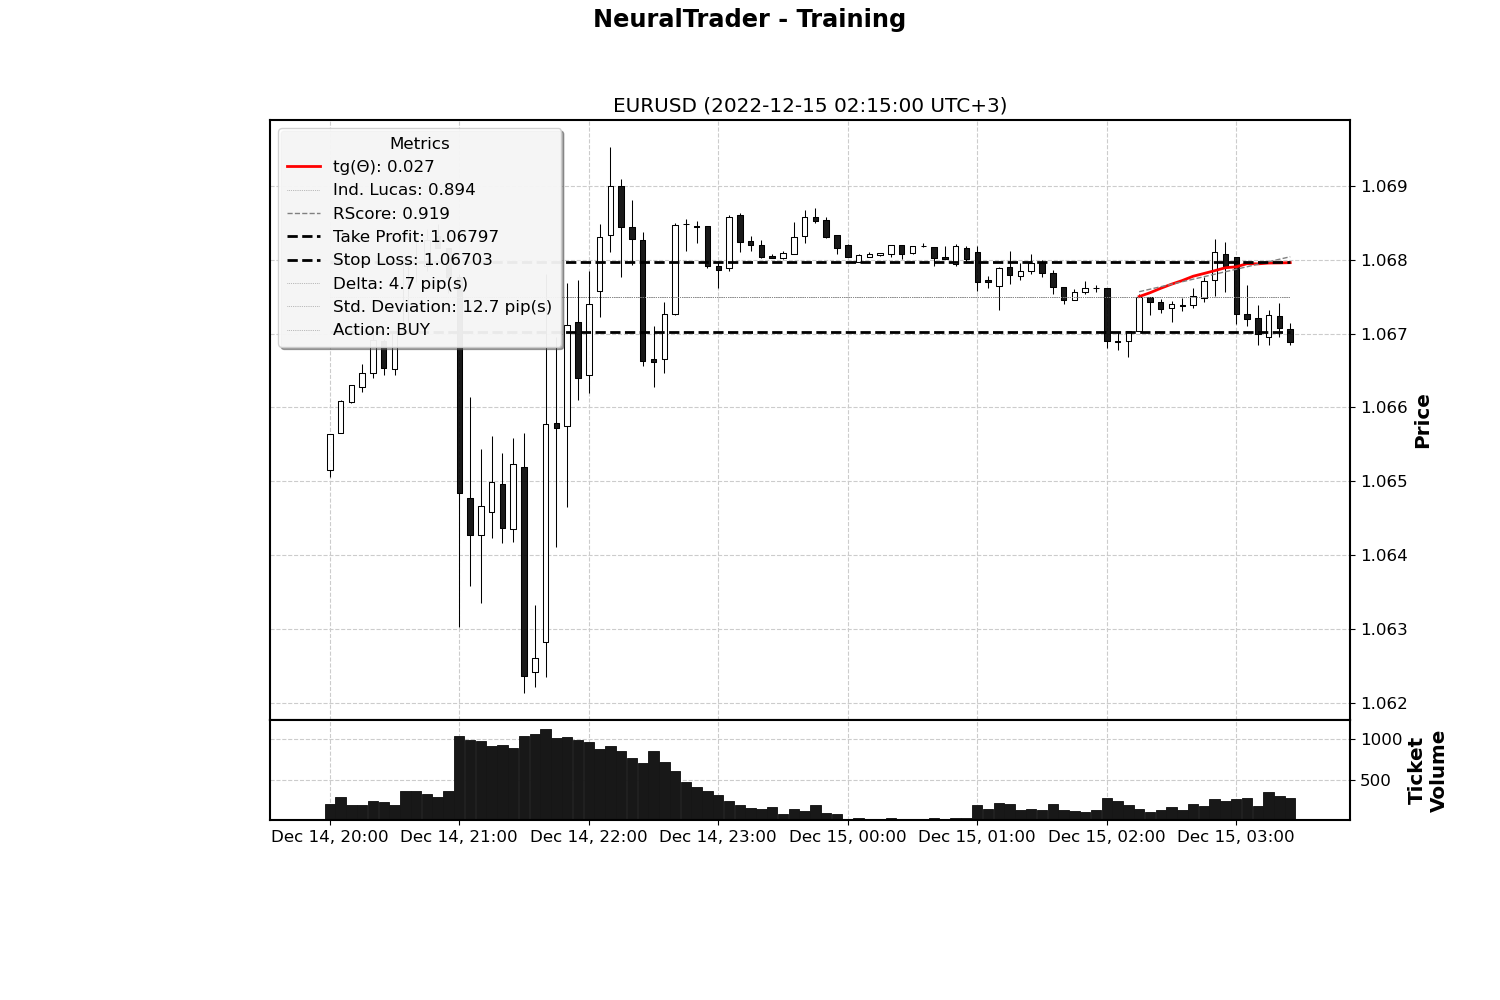 NeuralTrader - Training
EURUSD (2022-12-15 02:15:00 UTC+3)
Metrics
tg(Θ): 0.027
Ind. Lucas: 0.894
RScore: 0.919
Take Profit: 1.06797
Stop Loss: 1.06703
Delta: 4.7 pip(s)
Std. Deviation: 12.7 pip(s)
Action: BUY
1.069
1.068
1.067
1.066
1.065
1.064
1.063
1.062
Price
1000
500
Ticket
Volume
Dec 14, 20:00 Dec 14, 21:00 Dec 14, 22:00 Dec 14, 23:00 Dec 15, 00:00 Dec 15, 01:00 Dec 15, 02:00 Dec 15, 03:00